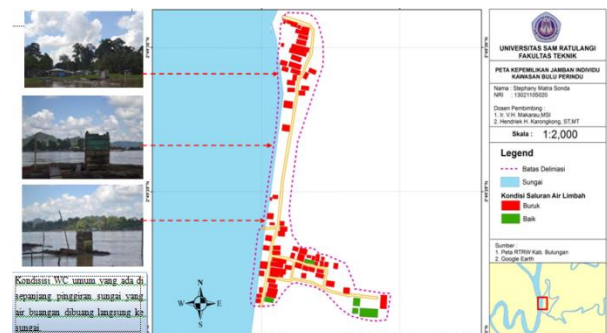 Kondisisi WC umum yang ada di
sepanjang pinggiran sungai yang
air buangan dibuang langsung ke
sungai.
N
W
E
S
UNIVERSITAS SAM RATULANGI
FAKULTAS TEKNIK
PETA KEPEMILIKAN JAMBAN INDIVIDU
KAWASAN BULU PERINDU
Nama : Stephany Matra Sonda
NRI : 13021105020
Dosen Pembimbing :
1. Ir. V.H. Makarau,MSI
2. Hendriek H. Karongkong, ST,MT
Skala : 1:2,000
Legend
Batas Deliniasi
Sungai
Kondisi Saluran Air Limbah
Buruk
Baik
Sumber :
1. Peta RTRW Kab. Bulungan
2. Google Earth